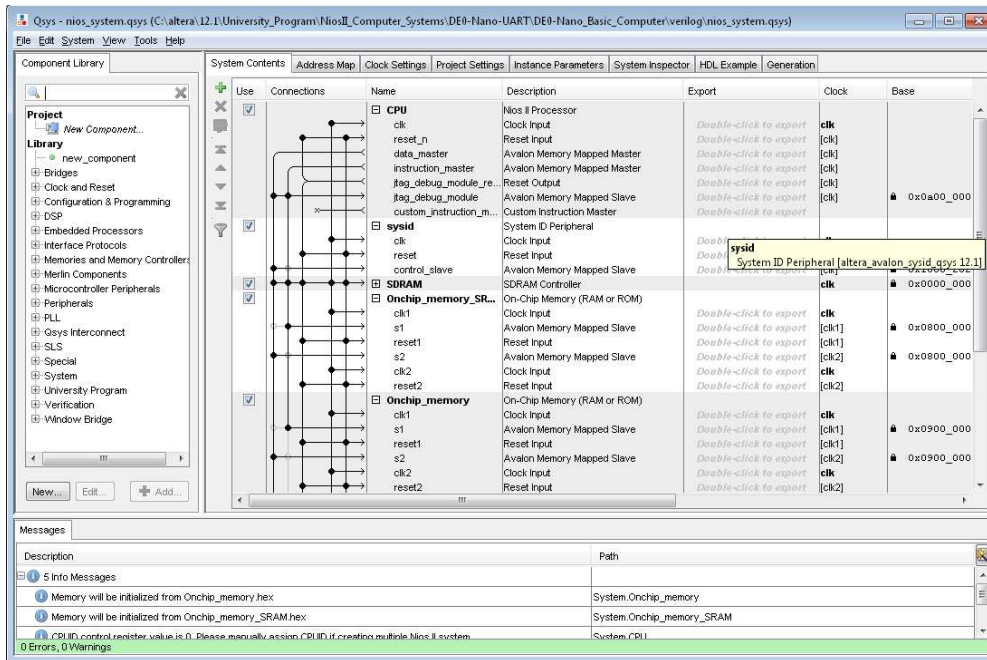 Qsys - nios_system.qsys (C:\altera\12.1\University_Program\NiosII_Computer_Systems\DE0-Nano-UART\DE0-Nano_Basic_Computer\verilog\nios_system.qsys)
File Edit System View Tools Help
Component Library
Project
New Component...
Library
new_component
Bridges
Clock and Reset
Configuration & Programming
DSP
Embedded Processors
Interface Protocols
Memories and Memory Controllers
Merlin Components
Microcontroller Peripherals
Peripherals
PLL
Qsys Interconnect
SLS
Special
System
University Program
Verification
Window Bridge
New... Edit... Add...
System Contents Address Map Clock Settings Project Settings Instance Parameters System Inspector HDL Example Generation
Use Connections Name Description Export Clock Base
CPU Nios II Processor
clk Clock Input Double-click to export clk
reset_n Reset Input Double-click to export [clk]
data_master Avalon Memory Mapped Master Double-click to export [clk]
instruction_master Avalon Memory Mapped Master Double-click to export [clk]
jtag_debug_module_re... Reset Output Double-click to export [clk]
jtag_debug_module Avalon Memory Mapped Slave Double-click to export [clk] 0x0a00_000
custom_instruction_m... Custom Instruction Master Double-click to export
sysid System ID Peripheral
clk Clock Input
reset Reset Input
control_slave Avalon Memory Mapped Slave
sysid
System ID Peripheral [altera_avalon_sysid_qsys 12.1]
SDRAM SDRAM Controller clk 0x0000_000
Onchip_memory_SR... On-Chip Memory (RAM or ROM)
clk1 Clock Input Double-click to export clk
s1 Avalon Memory Mapped Slave Double-click to export [clk1] 0x0800_000
reset1 Reset Input Double-click to export [clk1]
s2 Avalon Memory Mapped Slave Double-click to export [clk2] 0x0800_000
clk2 Clock Input Double-click to export clk
reset2 Reset Input Double-click to export [clk2]
Onchip_memory On-Chip Memory (RAM or ROM)
clk1 Clock Input Double-click to export clk
s1 Avalon Memory Mapped Slave Double-click to export [clk1] 0x0900_000
reset1 Reset Input Double-click to export [clk1]
s2 Avalon Memory Mapped Slave Double-click to export [clk2] 0x0900_000
clk2 Clock Input Double-click to export clk
reset2 Reset Input Double-click to export [clk2]
Messages
Description Path
5 Info Messages
Memory will be initialized from Onchip_memory.hex System.Onchip_memory
Memory will be initialized from Onchip_memory_SRAM.hex System.Onchip_memory_SRAM
CPUID control register value is 0. Please manually assign CPUID if creating multiple Nios II system System.CPU
0 Errors, 0 Warnings